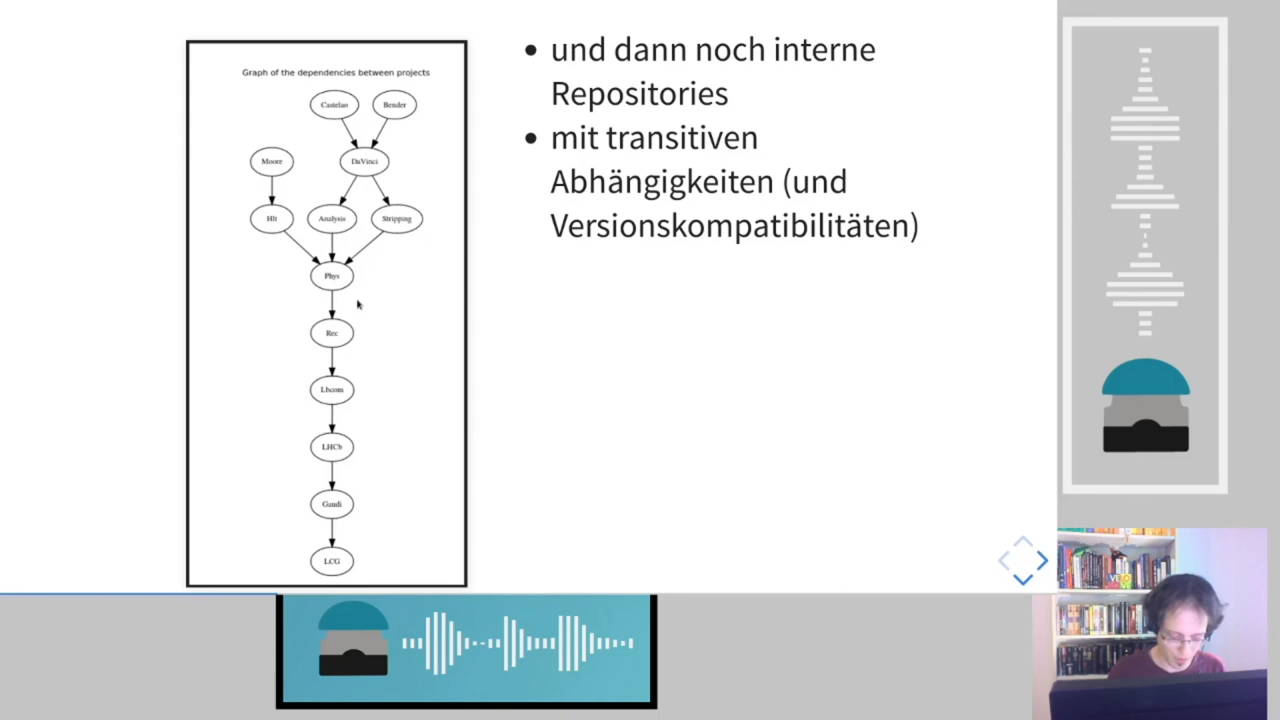 Graph of the dependencies between projects
Castelao
Bender
Moore
DaVinci
Hlt
Analysis
Stripping
Phys
Rec
Lbcom
LHCb
Gaudi
LCG
• und dann noch interne
Repositories
• mit transitiven
Abhängigkeiten (und
Versionskompatibilitäten)
VELO